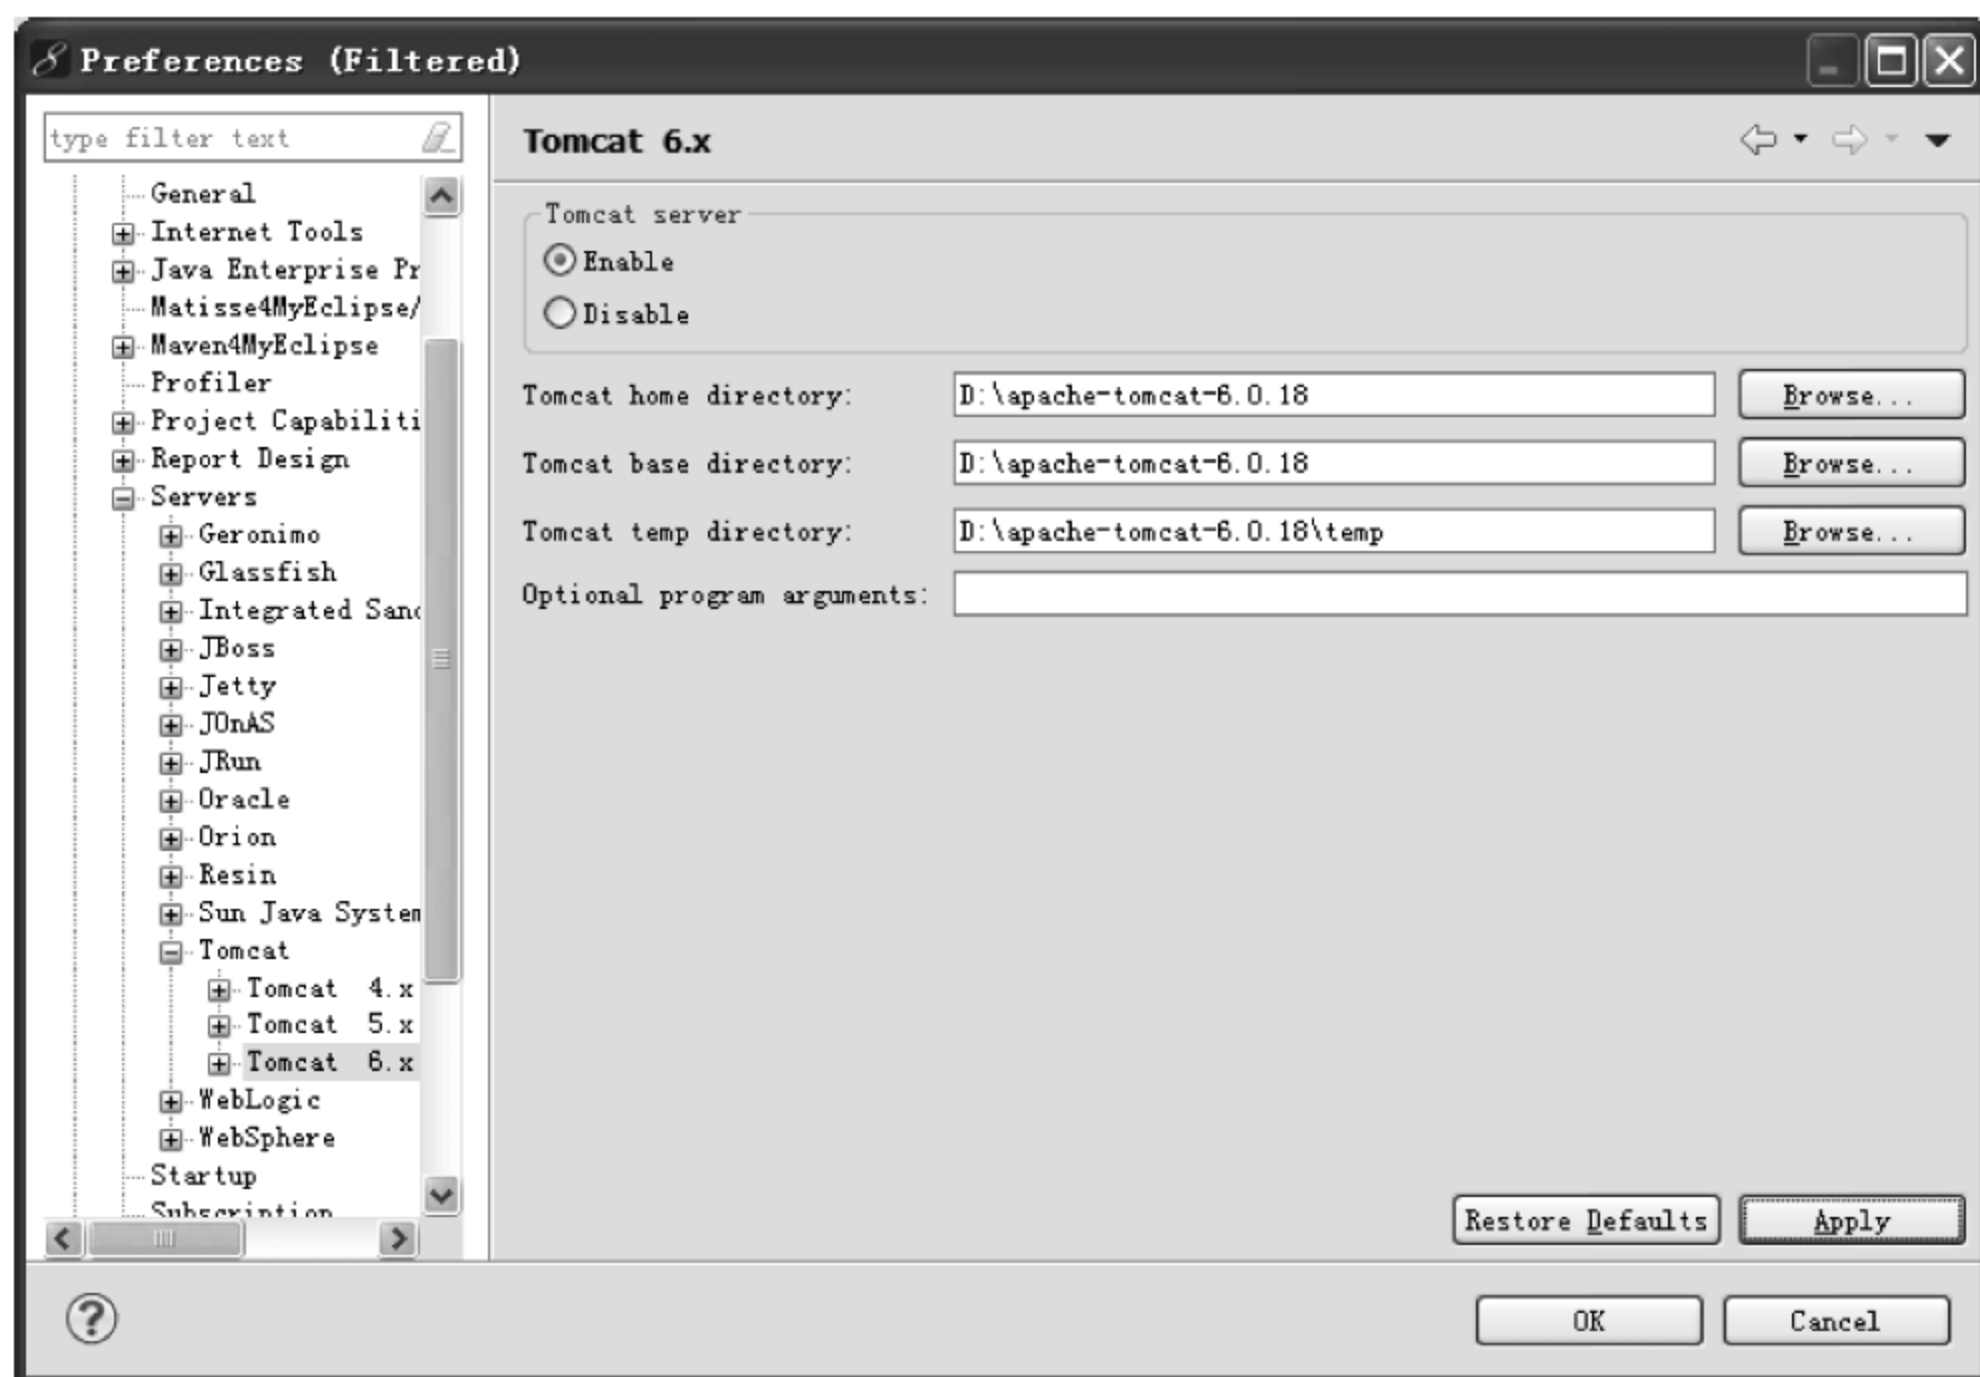 Preferences (Filtered)
type filter text
General
Internet Tools
Java Enterprise Pr
Matisse4MyEclipse/
Maven4MyEclipse
Profiler
Project Capabiliti
Report Design
Servers
Geronimo
Glassfish
Integrated Sand
JBoss
Jetty
JOnAS
JRun
Oracle
Orion
Resin
Sun Java System
Tomcat
Tomcat 4.x
Tomcat 5.x
Tomcat 6.x
WebLogic
WebSphere
Startup
Subscription
Tomcat 6.x
Tomcat server
Enable
Disable
Tomcat home directory: D:\apache-tomcat-6.0.18 Browse...
Tomcat base directory: D:\apache-tomcat-6.0.18 Browse...
Tomcat temp directory: D:\apache-tomcat-6.0.18\temp Browse...
Optional program arguments:
Restore Defaults Apply
? OK Cancel